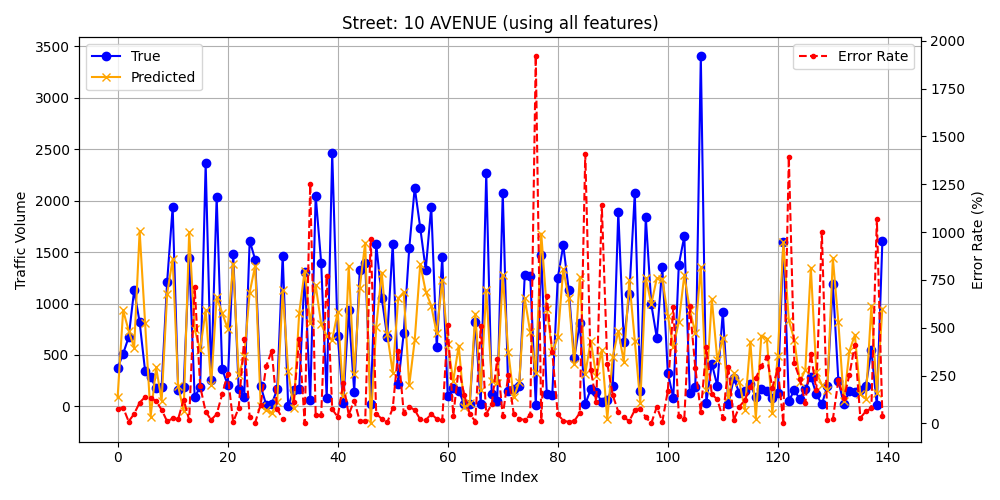 Street: 10 AVENUE (using all features)
True
Predicted
Error Rate
Traffic Volume
3500
3000
2500
2000
1500
1000
500
0
2000
1750
1500
1250
1000
750
500
250
0
Error Rate (%)
0 20 40 60 80 100 120 140
Time Index